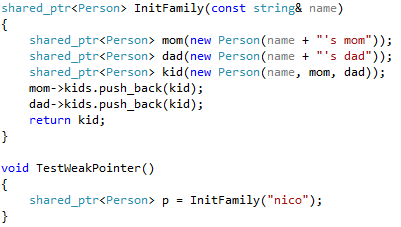 shared_ptr<Person> InitFamily(const string& name)
{
    shared_ptr<Person> mom(new Person(name + "'s mom"));
    shared_ptr<Person> dad(new Person(name + "'s dad"));
    shared_ptr<Person> kid(new Person(name, mom, dad));
    mom->kids.push_back(kid);
    dad->kids.push_back(kid);
    return kid;
}

void TestWeakPointer()
{
    shared_ptr<Person> p = InitFamily("nico");
}